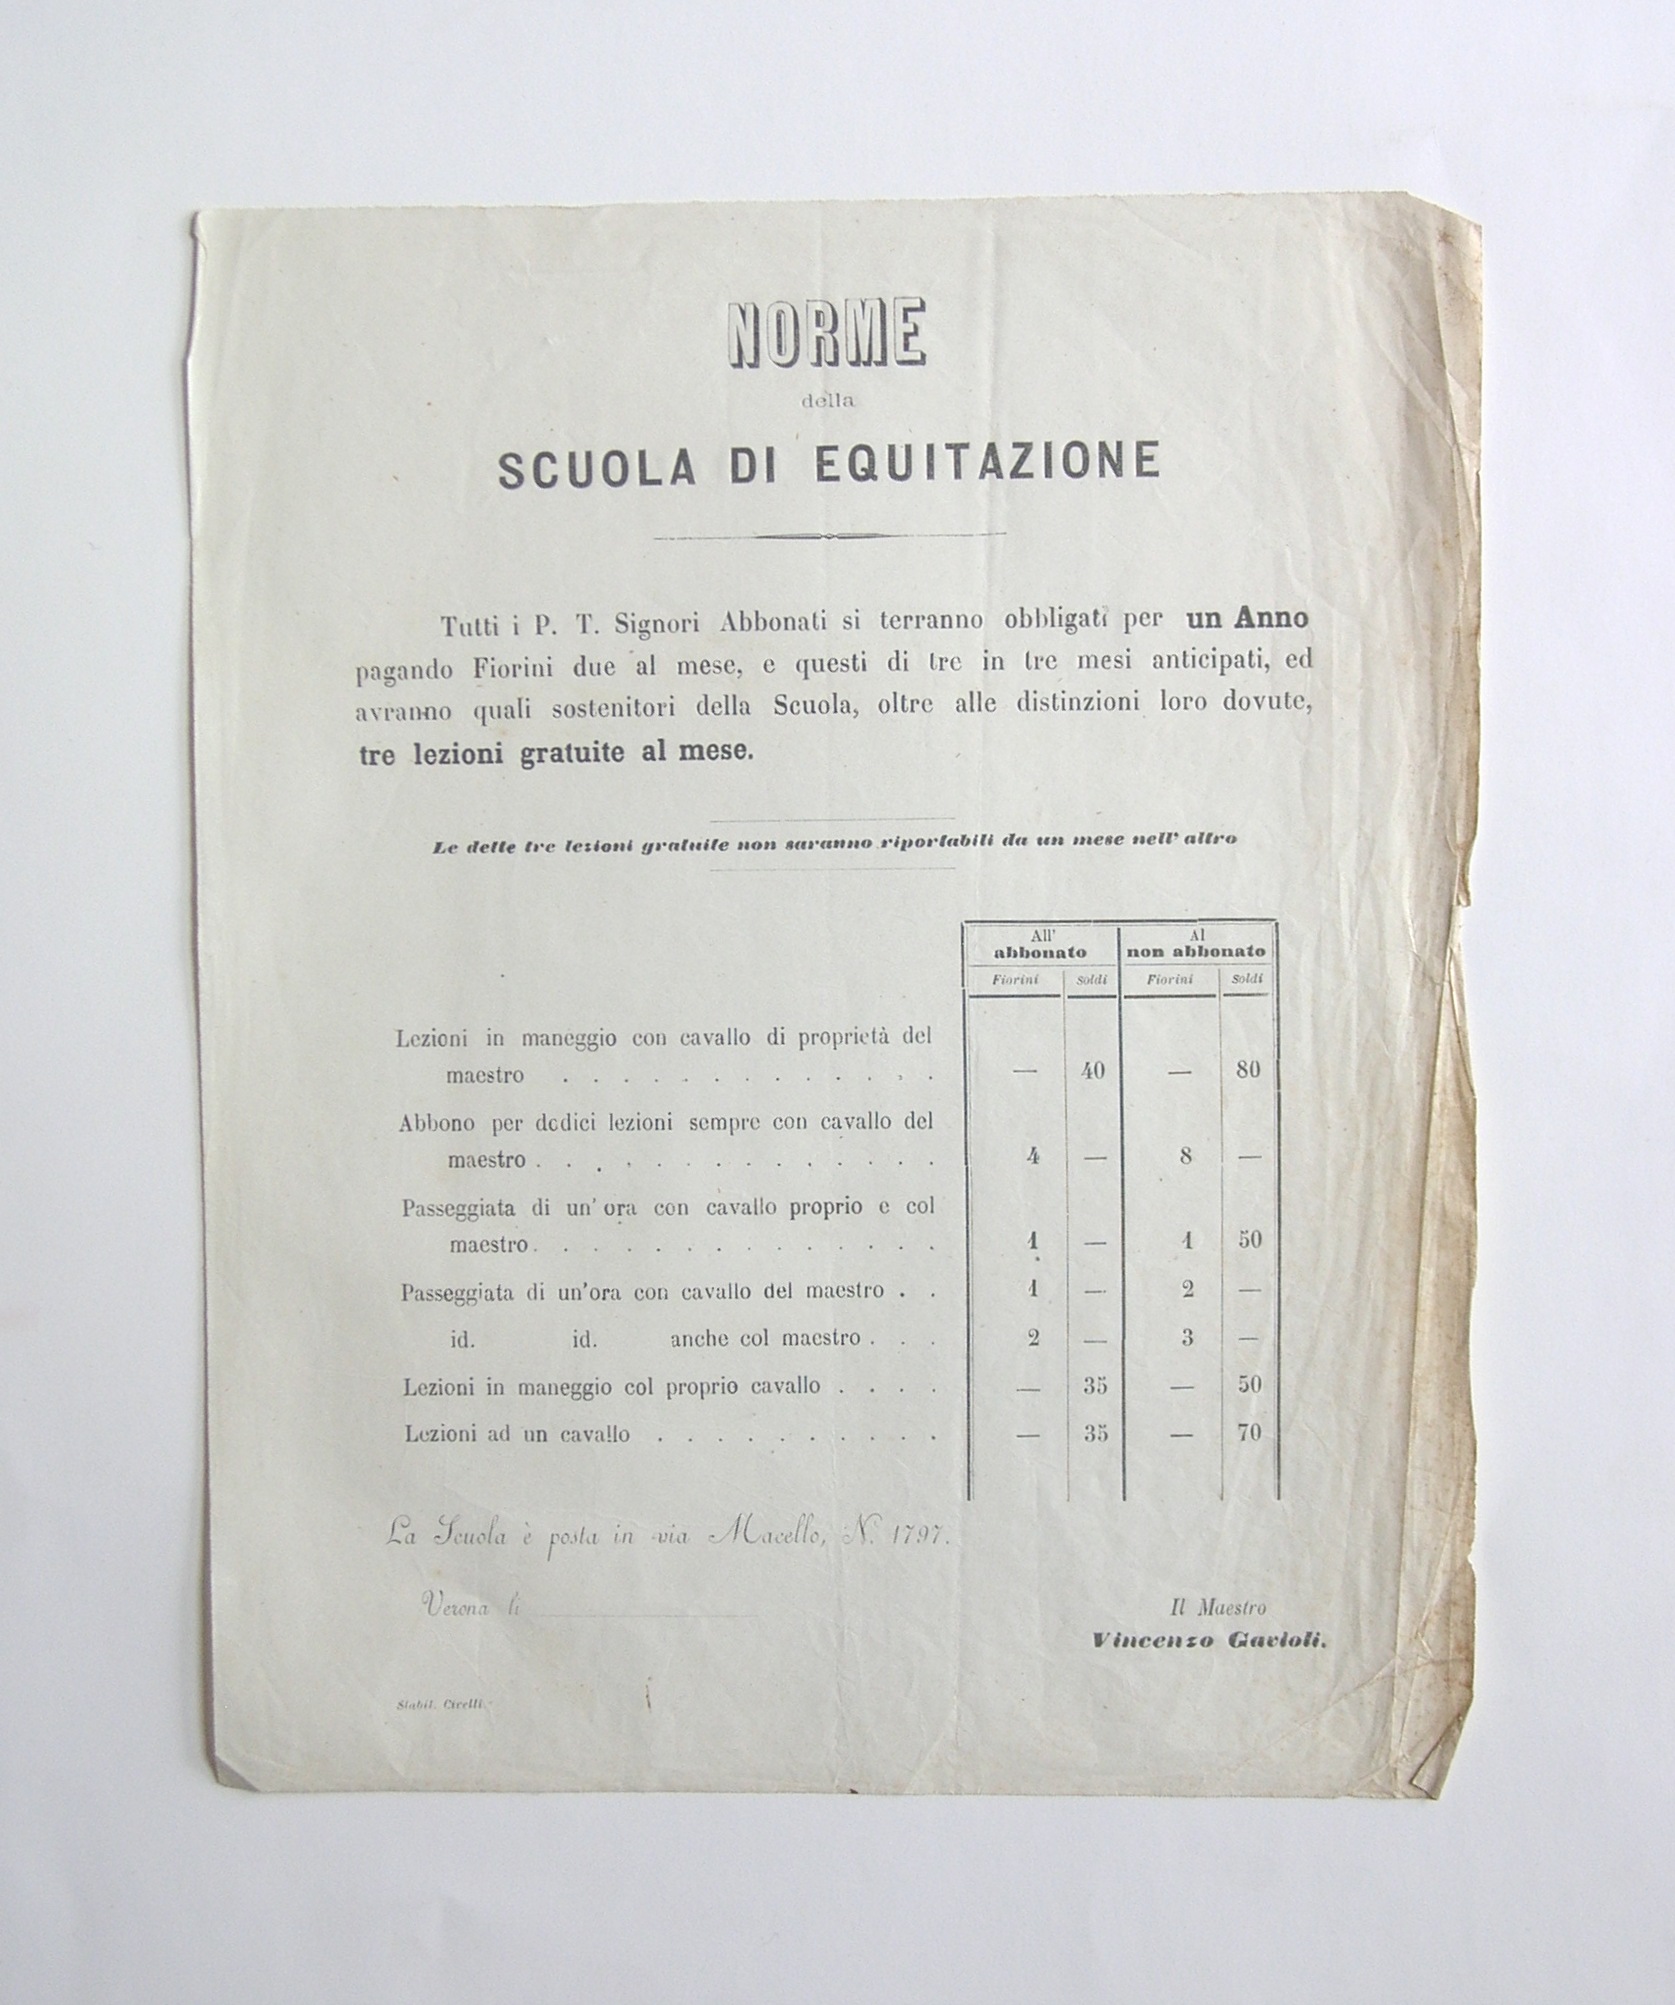 NORME
della
SCUOLA DI EQUITAZIONE
Tutti i P. T. Signori Abbonati si terranno obbligati per un Anno
pagando Fiorini due al mese, e questi di tre in tre mesi anticipati, ed
avranno quali sostenitori della Scuola, oltre alle distinzioni loro dovute,
tre lezioni gratuite al mese.
Le dette tre lezioni gratuite non saranno riportabili da un mese nell' altro
All' Al
abbonato non abbonato
Fiorini Soldi Fiorini Soldi
Lezioni in maneggio con cavallo di proprietà del
maestro . . . . . . . . . . . . . — 40 — 80
Abbono per dodici lezioni sempre con cavallo del
maestro . . . . . . . . . . . . . . 4 — 8 —
Passeggiata di un' ora con cavallo proprio e col
maestro . . . . . . . . . . . . . . 1 — 1 50
Passeggiata di un'ora con cavallo del maestro . . 1 — 2 —
id. id. anche col maestro . . . 2 — 3 —
Lezioni in maneggio col proprio cavallo . . . . — 35 — 50
Lezioni ad un cavallo . . . . . . . . . . — 35 — 70
La Scuola è posta in via Macello, N. 1797.
Verona li
Il Maestro
Vincenzo Gavioli.
Stabil. Civelli.